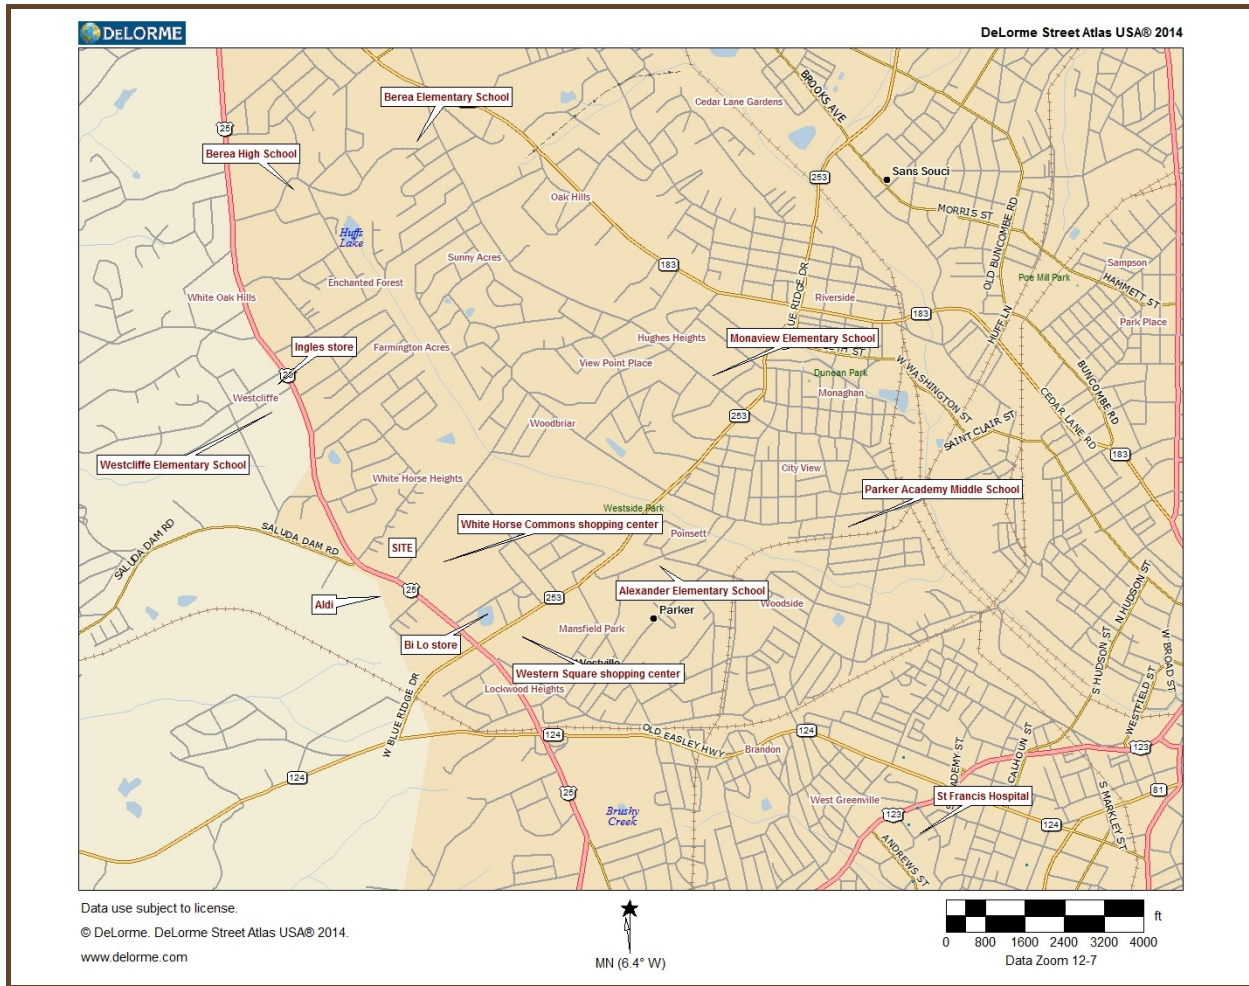 DELORME
DeLorme Street Atlas USA® 2014
Berea Elementary School
Cedar Lane Gardens
BROOKS AVE
25
Berea High School
253
Sans Souci
Oak Hills
MORRIS ST
OLD BUNCOMBE RD
Huffs
Lake
Sunny Acres
183
Sampson
Enchanted Forest
Poe Mill Park
HAMMETT ST
White Oak Hills
Riverside
183
HUFF LN
Park Place
Ingles store
Farmington Acres
Hughes Heights
Monaview Elementary School
View Point Place
Dunean Park
W WASHINGTON ST
BUNCOMBE RD
Westcliffe
Monaghan
CEDAR LANE RD
253
Woodbriar
SAINT CLAIR ST
183
Westcliffe Elementary School
White Horse Heights
City View
Parker Academy Middle School
Westside Park
White Horse Commons shopping center
Poinsett
SALUDA DAM RD
SALUDA DAM RD
SITE
25
Alexander Elementary School
N HUDSON ST
Aldi
253
Woodside
Parker
Mansfield Park
Bi Lo store
Western Square shopping center
S HUDSON ST
W BROAD ST
Lockwood Heights
W BLUE RIDGE DR
WESTFIELD ST
124
OLD EASLEY HWY
124
Brandon
123
CALHOUN ST
124
25
St Francis Hospital
81
Brushy
Creek
West Greenville
123
124
S MARKLEY ST
ANDREWS ST
Data use subject to license.
© DeLorme. DeLorme Street Atlas USA® 2014.
www.delorme.com
MN (6.4° W)
ft
0 800 1600 2400 3200 4000
Data Zoom 12-7